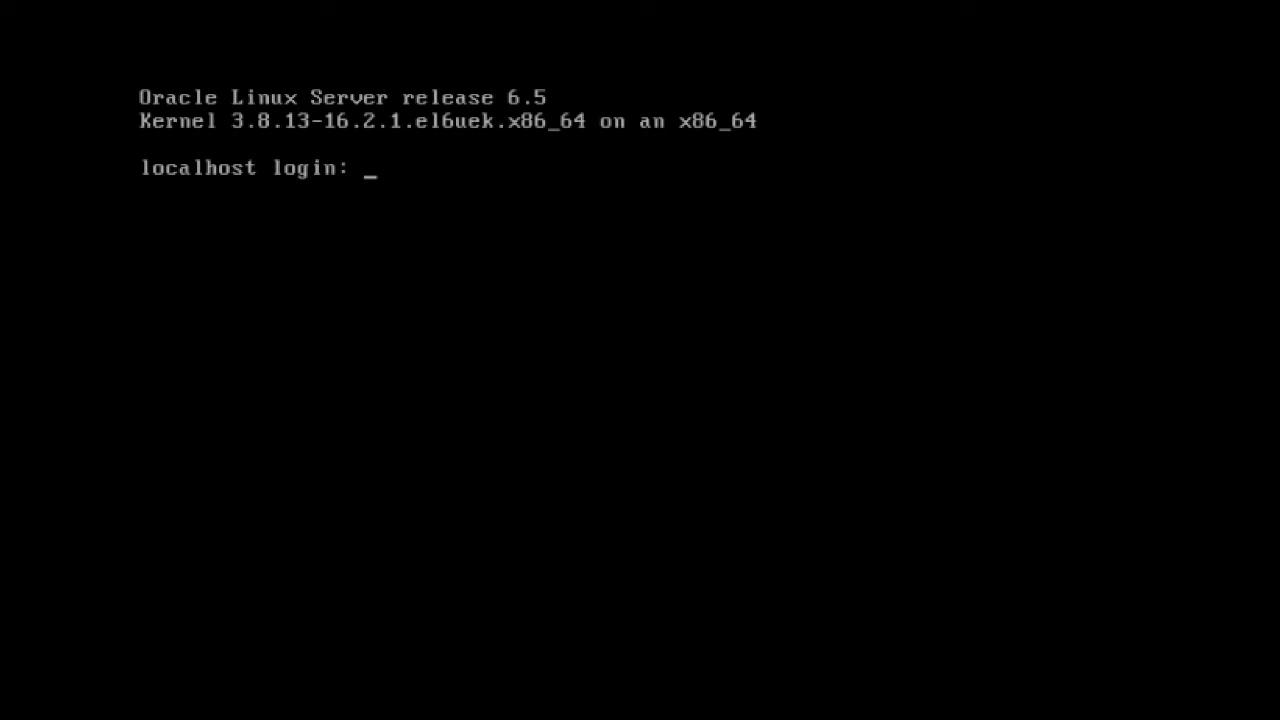 Oracle Linux Server release 6.5
Kernel 3.8.13-16.2.1.el6uek.x86_64 on an x86_64
localhost login: _